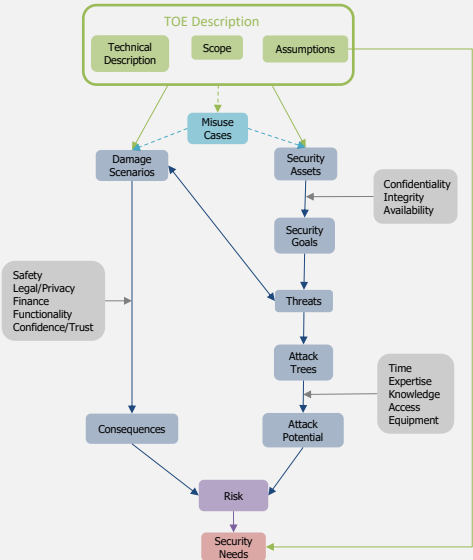 TOE Description
Technical
Description
Scope
Assumptions
Misuse
Cases
Damage
Scenarios
Security
Assets
Confidentiality
Integrity
Availability
Security
Goals
Safety
Legal/Privacy
Finance
Functionality
Confidence/Trust
Threats
Attack
Trees
Time
Expertise
Knowledge
Access
Equipment
Consequences
Attack
Potential
Risk
Security
Needs